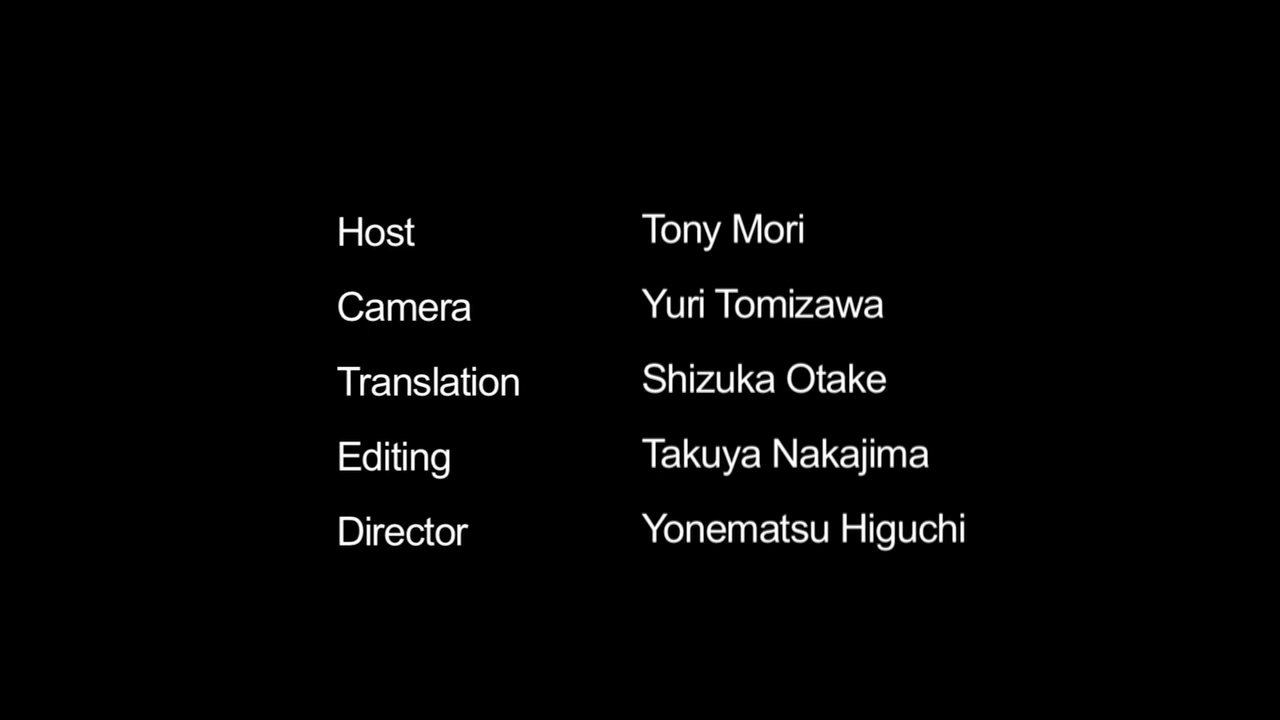 Host Tony Mori
Camera Yuri Tomizawa
Translation Shizuka Otake
Editing Takuya Nakajima
Director Yonematsu Higuchi